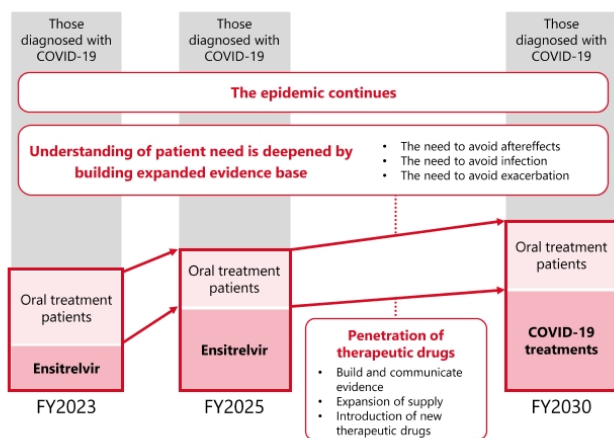 Those
diagnosed with
COVID-19
Those
diagnosed with
COVID-19
Those
diagnosed with
COVID-19
The epidemic continues
Understanding of patient need is deepened by
building expanded evidence base
• The need to avoid aftereffects
• The need to avoid infection
• The need to avoid exacerbation
Oral treatment
patients
Ensitrelvir
FY2023
Oral treatment
patients
Ensitrelvir
FY2025
Penetration of
therapeutic drugs
• Build and communicate
evidence
• Expansion of supply
• Introduction of new
therapeutic drugs
Oral treatment
patients
COVID-19
treatments
FY2030